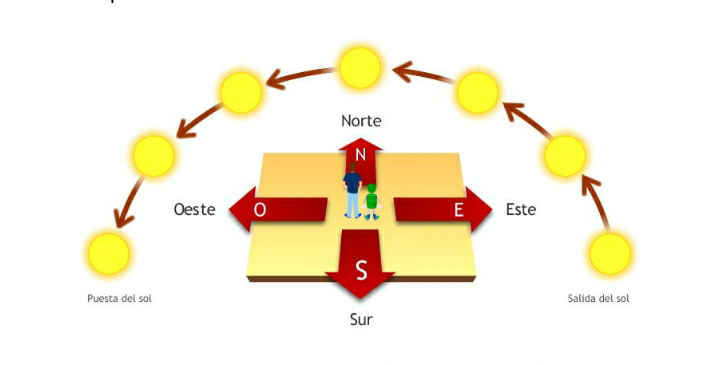 Norte
N
Oeste
O
E
Este
S
Puesta del sol
Salida del sol
Sur